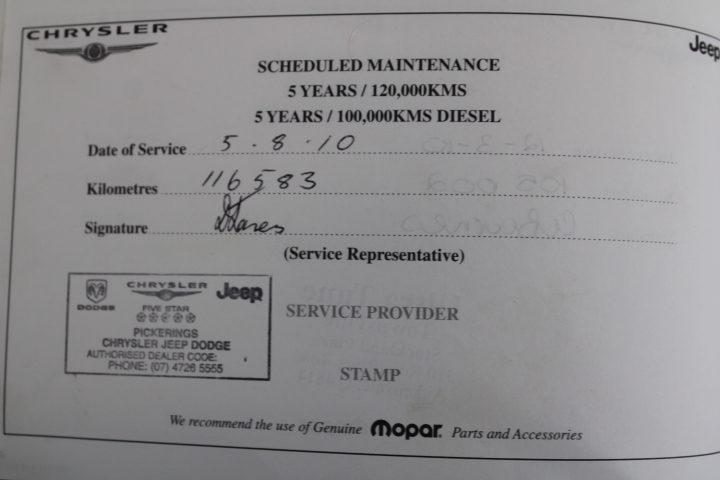 CHRYSLER
Jeep
SCHEDULED MAINTENANCE
5 YEARS / 120,000KMS
5 YEARS / 100,000KMS DIESEL
Date of Service 5 - 8 - 10
Kilometres 116583
Signature
(Service Representative)
DODGE CHRYSLER Jeep
FIVE STAR
PICKERINGS
CHRYSLER JEEP DODGE
AUTHORISED DEALER CODE:
PHONE: (07) 4726 5555
SERVICE PROVIDER
STAMP
We recommend the use of Genuine Mopar. Parts and Accessories